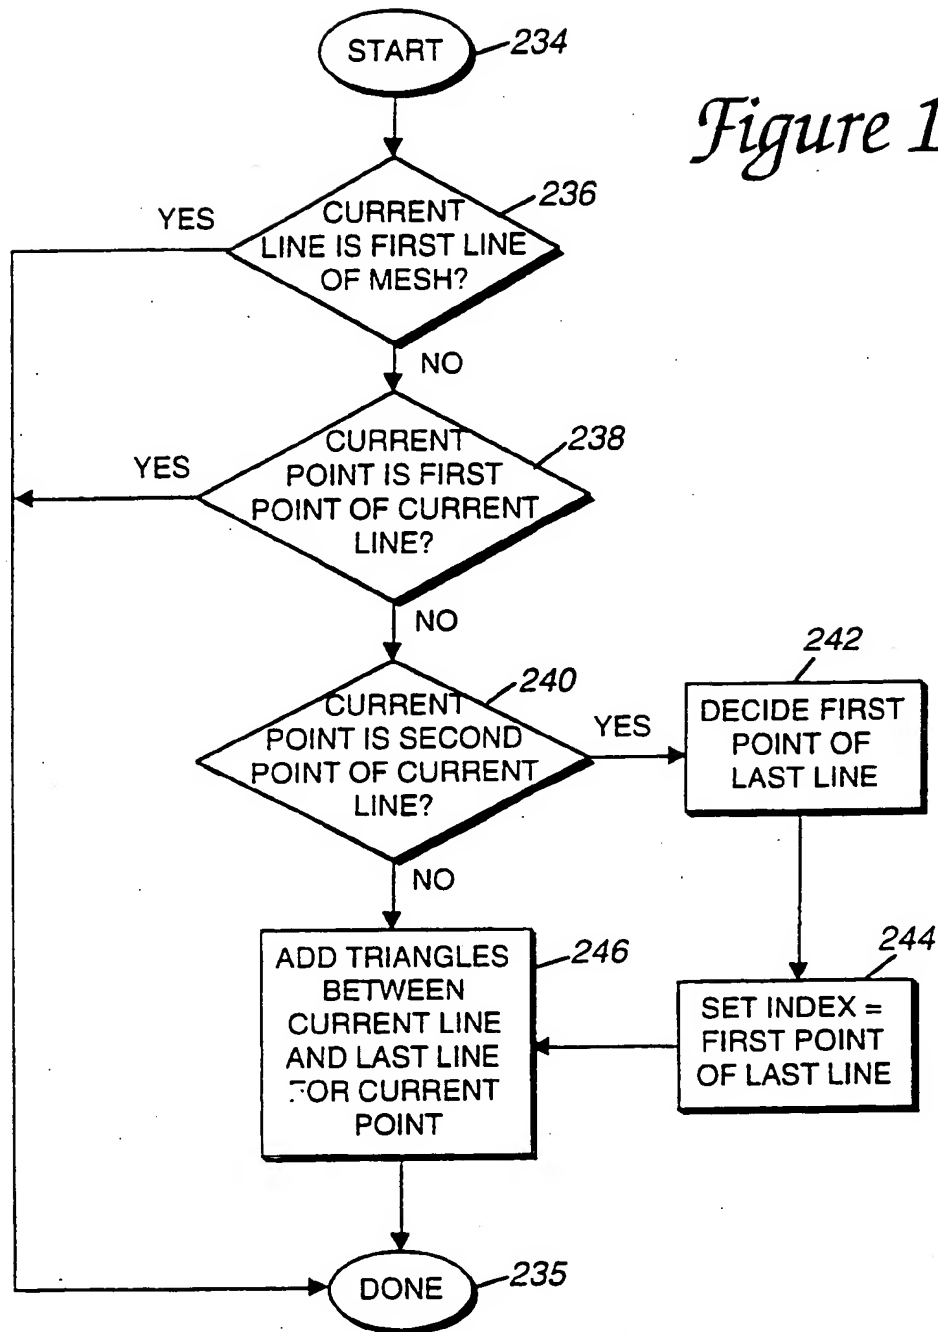 START
234
Figure 1
236
YES
CURRENT
LINE IS FIRST LINE
OF MESH?
NO
238
YES
CURRENT
POINT IS FIRST
POINT OF CURRENT
LINE?
NO
240
CURRENT
POINT IS SECOND
POINT OF CURRENT
LINE?
YES
242
DECIDE FIRST
POINT OF
LAST LINE
NO
246
ADD TRIANGLES
BETWEEN
CURRENT LINE
AND LAST LINE
FOR CURRENT
POINT
244
SET INDEX =
FIRST POINT
OF LAST LINE
DONE
235